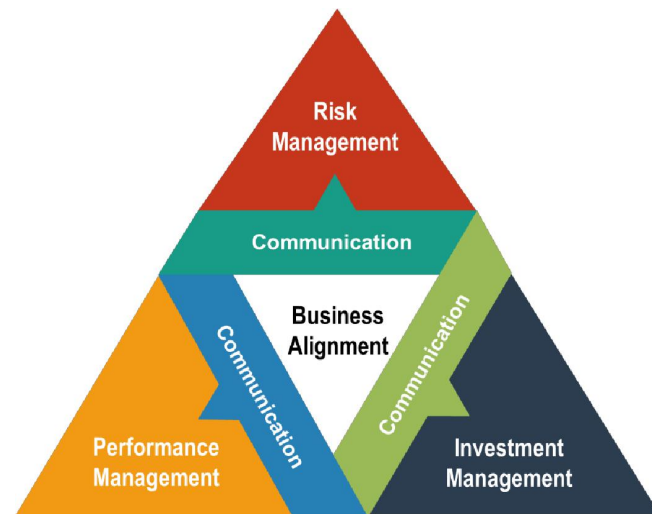 Risk
Management
Communication
Business
Alignment
Communication
Communication
Performance
Management
Investment
Management